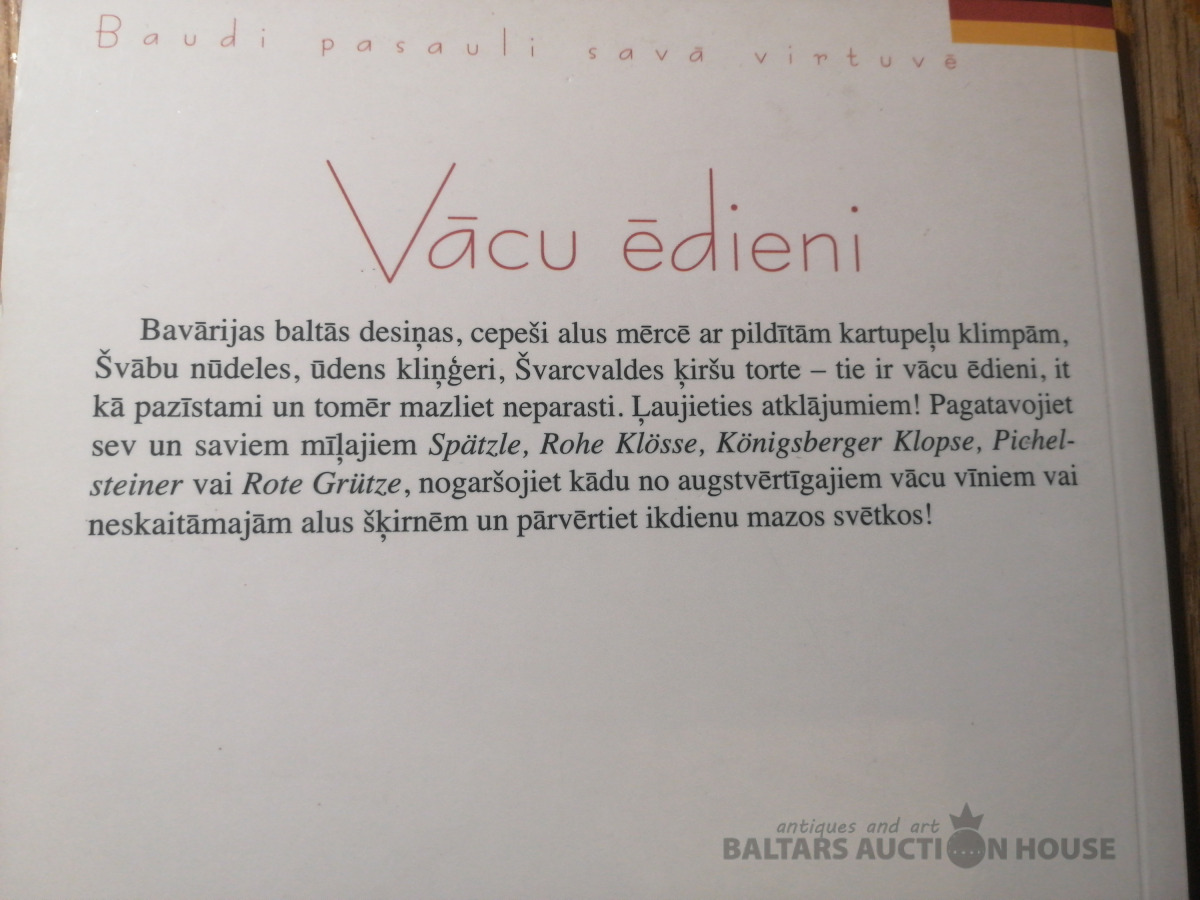 Baudi pasauli savā virtuvē
Vācu ēdieni
Bavārijas baltās desiņas, cepeši alus mērcē ar pildītām kartupeļu klimpām,
Švābu nūdeles, ūdens kliņģeri, Švarcvaldes ķiršu torte – tie ir vācu ēdieni, it
kā pazīstami un tomēr mazliet neparasti. Ļaujieties atklājumiem! Pagatavojiet
sev un saviem mīļajiem Spätzle, Rohe Klösse, Königsberger Klopse, Pichel-
steiner vai Rote Grütze, nogaršojiet kādu no augstvērtīgajiem vācu vīniem vai
neskaitāmajām alus šķirnēm un pārvērtiet ikdienu mazos svētkos!
antiques and art
BALTARS AUCTION HOUSE